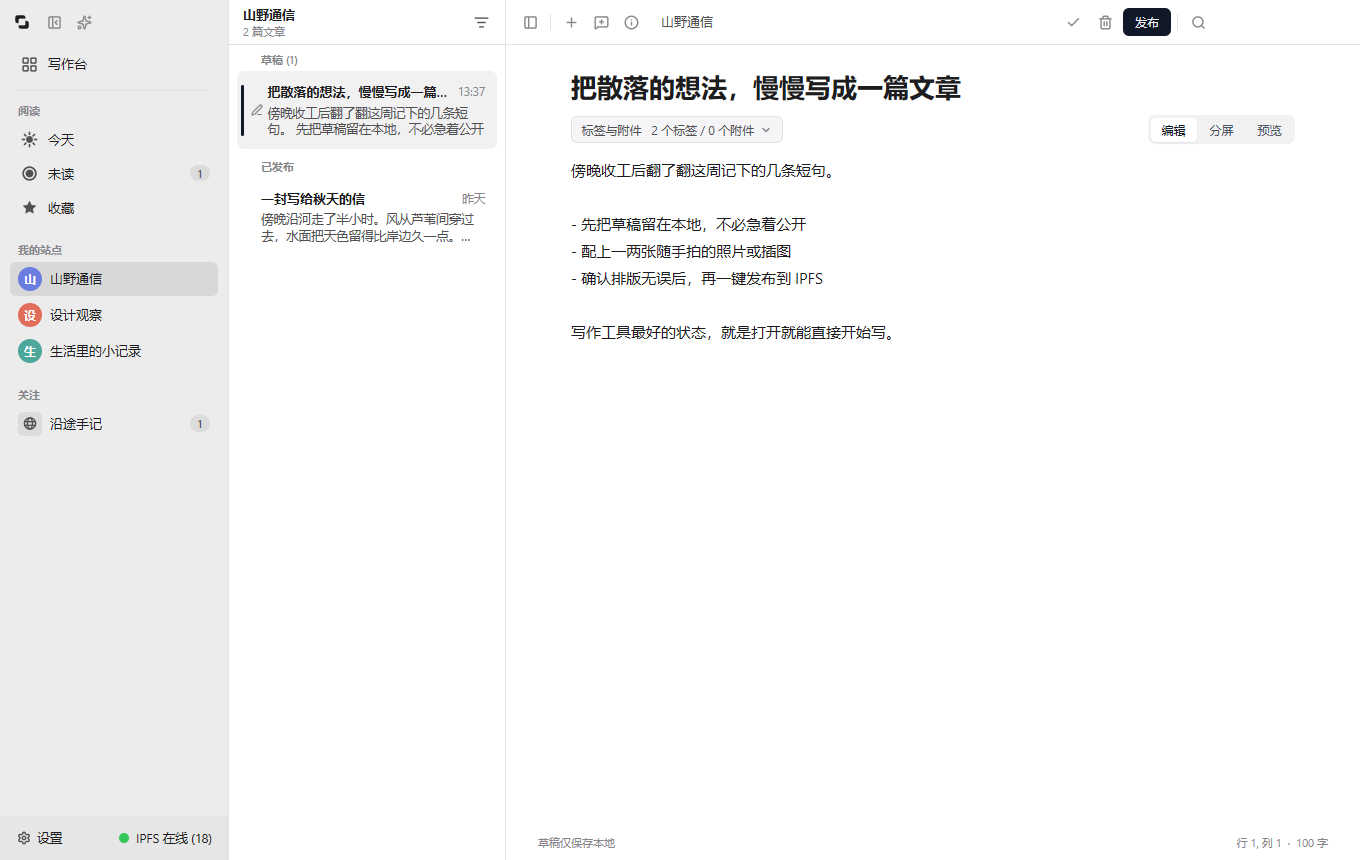 写作台
阅读
今天
未读 1
收藏
我的站点
山 山野通信
设 设计观察
生 生活里的小记录
关注
沿途手记 1
设置 IPFS 在线 (18)
山野通信
2 篇文章
草稿 (1)
把散落的想法，慢慢写成一篇... 13:37
傍晚收工后翻了翻这周记下的几条短
句。 先把草稿留在本地，不必急着公开
已发布
一封写给秋天的信 昨天
傍晚沿河走了半小时。风从芦苇间穿过
去，水面把天色留得比岸边久一点。...
山野通信 发布
把散落的想法，慢慢写成一篇文章
标签与附件 2 个标签 / 0 个附件 编辑 分屏 预览
傍晚收工后翻了翻这周记下的几条短句。
- 先把草稿留在本地，不必急着公开
- 配上一两张随手拍的照片或插图
- 确认排版无误后，再一键发布到 IPFS
写作工具最好的状态，就是打开就能直接开始写。
草稿仅保存本地 行 1, 列 1 · 100 字